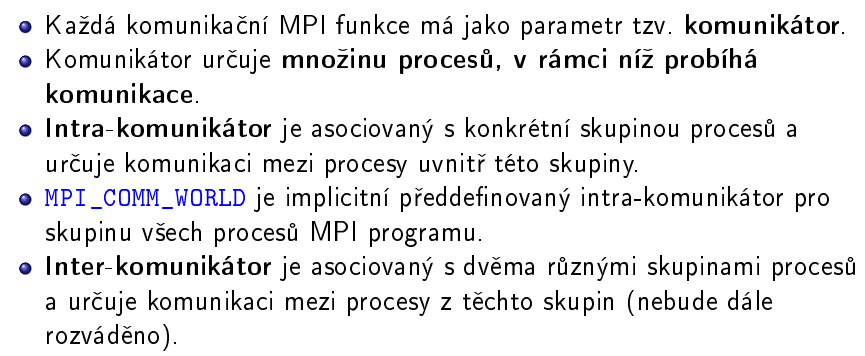 Každá komunikační MPI funkce má jako parametr tzv. komunikátor.
Komunikátor určuje množinu procesů, v rámci níž probíhá
komunikace.
Intra-komunikátor je asociovaný s konkrétní skupinou procesů a
určuje komunikaci mezi procesy uvnitř této skupiny.
MPI_COMM_WORLD je implicitní předdefinovaný intra-komunikátor pro
skupinu všech procesů MPI programu.
Inter-komunikátor je asociovaný s dvěma různými skupinami procesů
a určuje komunikaci mezi procesy z těchto skupin (nebude dále
rozváděno).